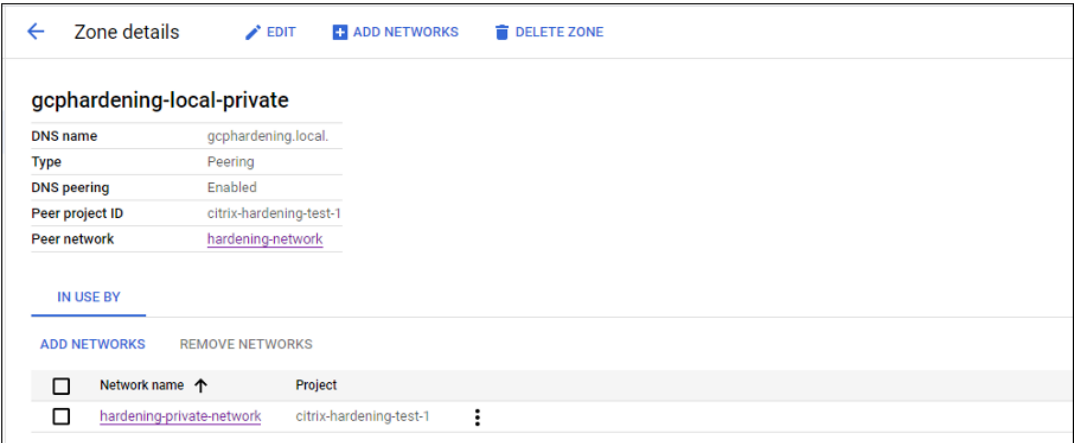 Zone details EDIT ADD NETWORKS DELETE ZONE
gcphardening-local-private
DNS name gcphardening.local.
Type Peering
DNS peering Enabled
Peer project ID citrix-hardening-test-1
Peer network hardening-network
IN USE BY
ADD NETWORKS REMOVE NETWORKS
Network name Project
hardening-private-network citrix-hardening-test-1